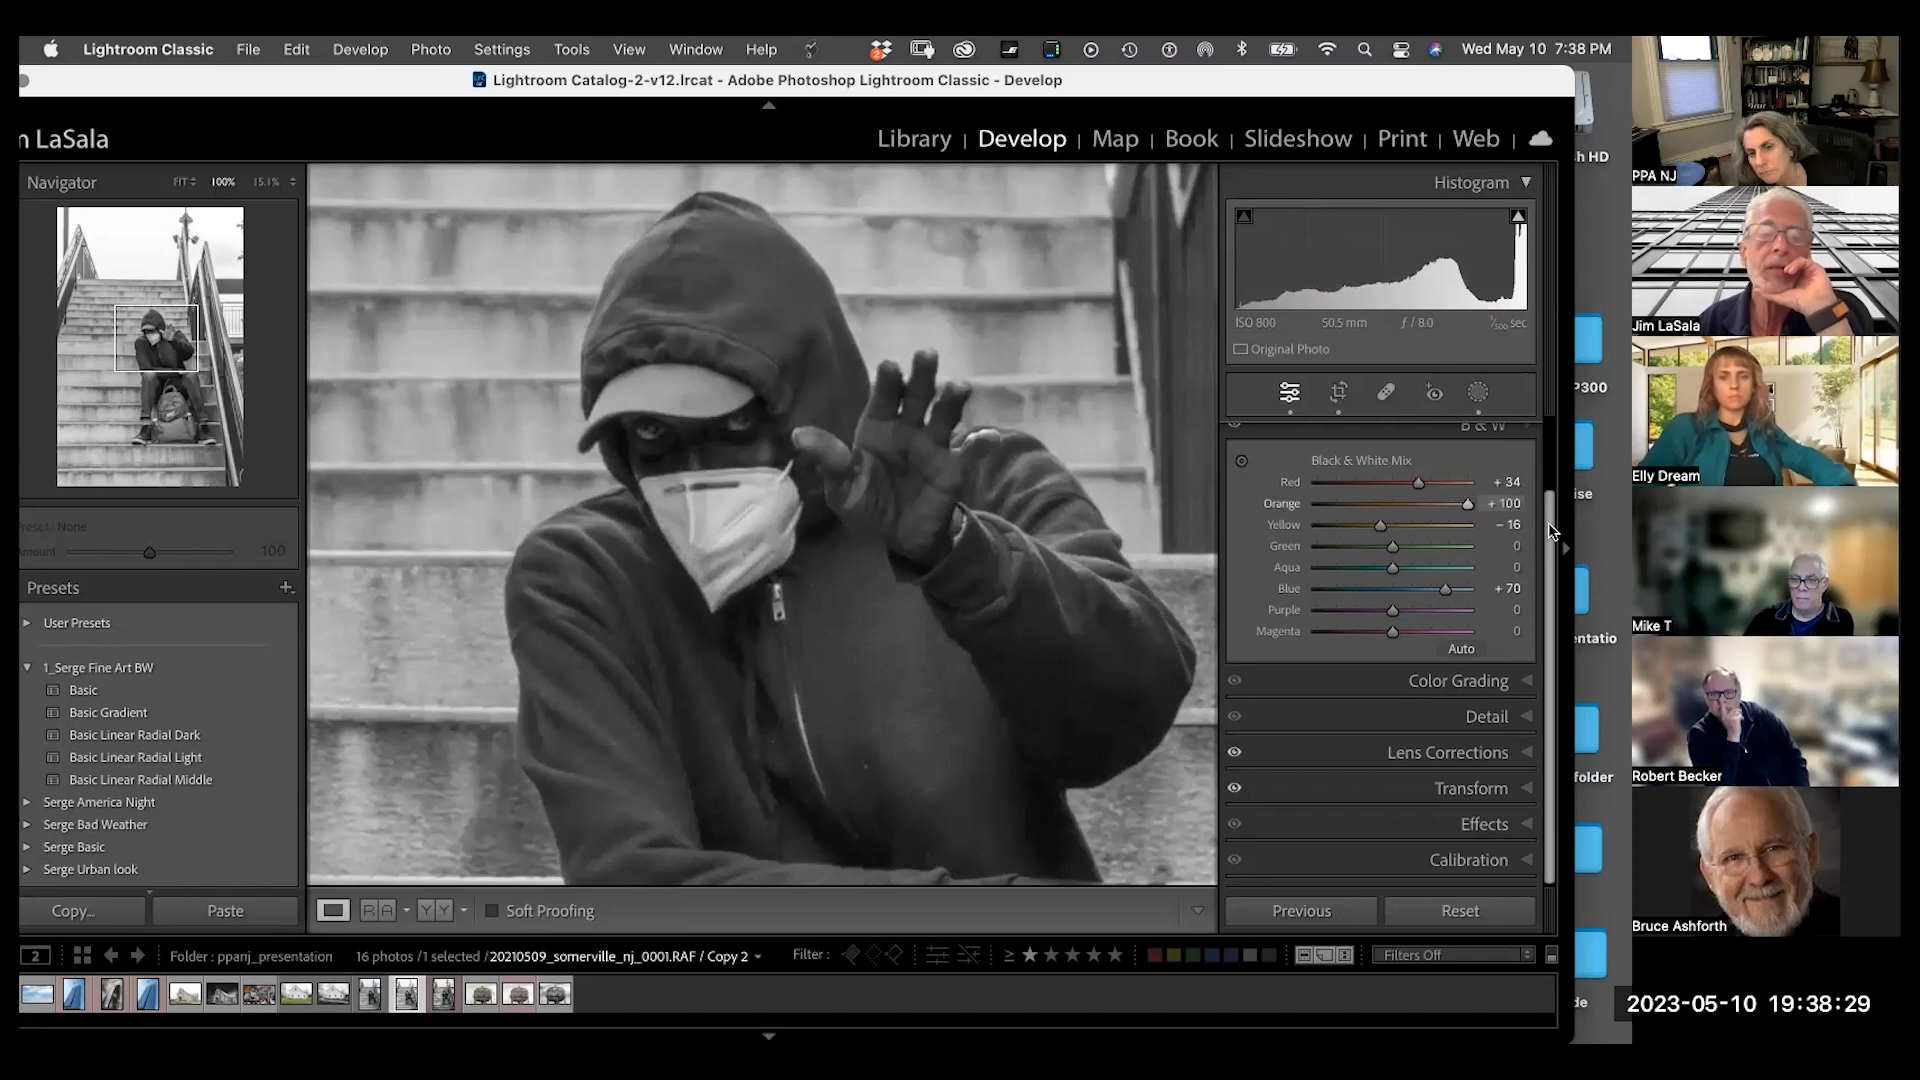 Lightroom Classic File Edit Develop Photo Settings Tools View Window Help Wed May 10 7:38 PM
Lightroom Catalog-2-v12.lrcat - Adobe Photoshop Lightroom Classic - Develop
n LaSala
Library | Develop | Map | Book | Slideshow | Print | Web |
Navigator FIT 100% 15.1%
Preset: None
Amount 100
Presets +
User Presets
1_Serge Fine Art BW
Basic
Basic Gradient
Basic Linear Radial Dark
Basic Linear Radial Light
Basic Linear Radial Middle
Serge America Night
Serge Bad Weather
Serge Basic
Serge Urban look
Copy... Paste
Soft Proofing
Histogram
ISO 800 50.5 mm ƒ / 8.0 1/500 sec
Original Photo
B & W
Black & White Mix
Red + 34
Orange + 100
Yellow - 16
Green 0
Aqua 0
Blue + 70
Purple 0
Magenta 0
Auto
Color Grading
Detail
Lens Corrections
Transform
Effects
Calibration
Previous Reset
2 Folder : ppanj_presentation 16 photos /1 selected /20210509_somerville_nj_0001.RAF / Copy 2 Filter : ≥ Filters Off
h HD
P300
ise
entatio
folder
de
PPA NJ
Jim LaSala
Elly Dream
Mike T
Robert Becker
Bruce Ashforth
2023-05-10 19:38:29